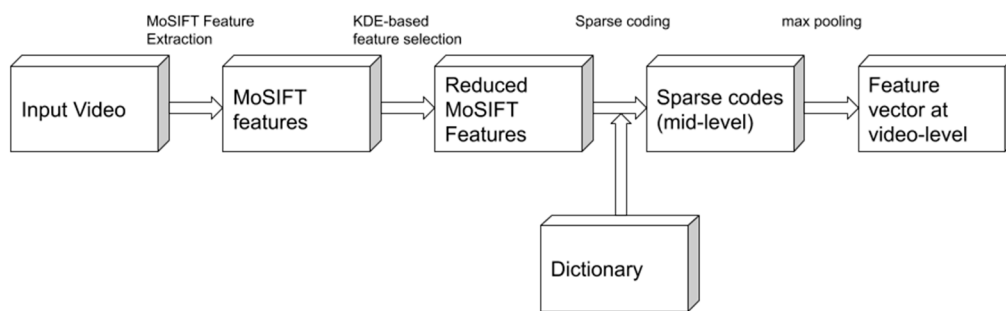 MoSIFT Feature
Extraction
KDE-based
feature selection
Sparse coding
max pooling
Input Video
MoSIFT
features
Reduced
MoSIFT
Features
Sparse codes
(mid-level)
Feature
vector at
video-level
Dictionary